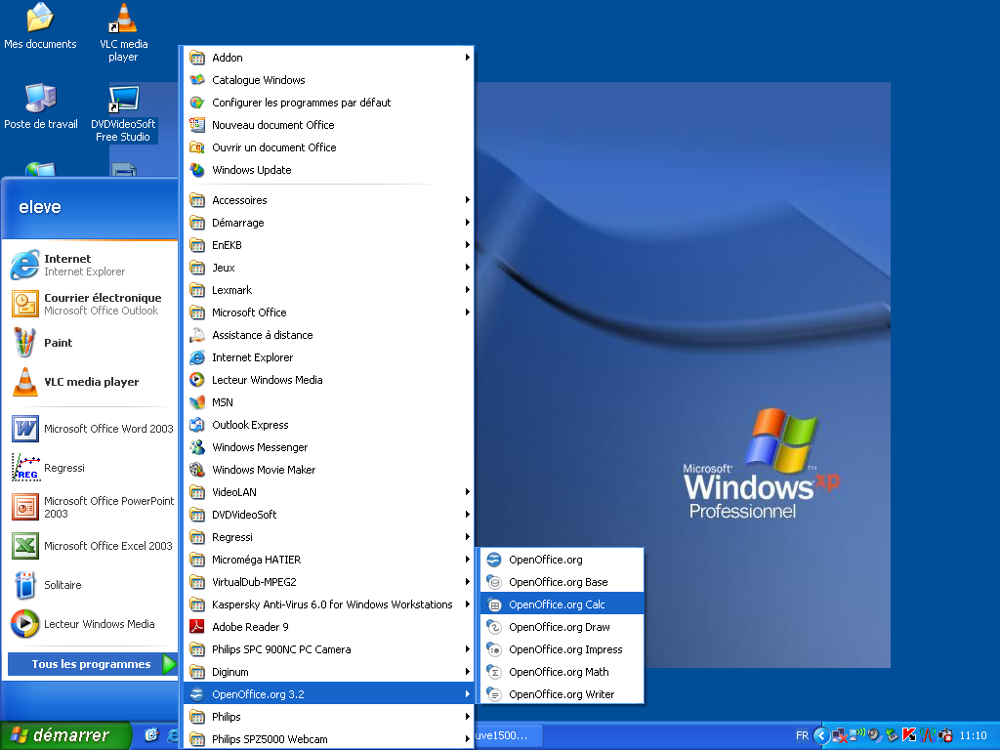 Mes documents
VLC media
player
Poste de travail
DVDVideoSoft
Free Studio
eleve
Internet
Internet Explorer
Courrier électronique
Microsoft Office Outlook
Paint
VLC media player
Microsoft Office Word 2003
REG
Regressi
Microsoft Office PowerPoint
2003
Microsoft Office Excel 2003
Solitaire
Lecteur Windows Media
Tous les programmes
démarrer
Addon
Catalogue Windows
Configurer les programmes par défaut
Nouveau document Office
Ouvrir un document Office
Windows Update
Accessoires
Démarrage
EnEKB
Jeux
Lexmark
Microsoft Office
Assistance à distance
Internet Explorer
Lecteur Windows Media
MSN
Outlook Express
Windows Messenger
Windows Movie Maker
VideoLAN
DVDVideoSoft
Regressi
Microméga HATIER
VirtualDub-MPEG2
Kaspersky Anti-Virus 6.0 for Windows Workstations
Adobe Reader 9
Philips SPC 900NC PC Camera
Diginum
OpenOffice.org 3.2
Philips
Philips SPZ5000 Webcam
OpenOffice.org
OpenOffice.org Base
OpenOffice.org Calc
OpenOffice.org Draw
OpenOffice.org Impress
OpenOffice.org Math
OpenOffice.org Writer
Microsoft®
Windows xp
Professionnel
TM
uve1500...
FR
11:10